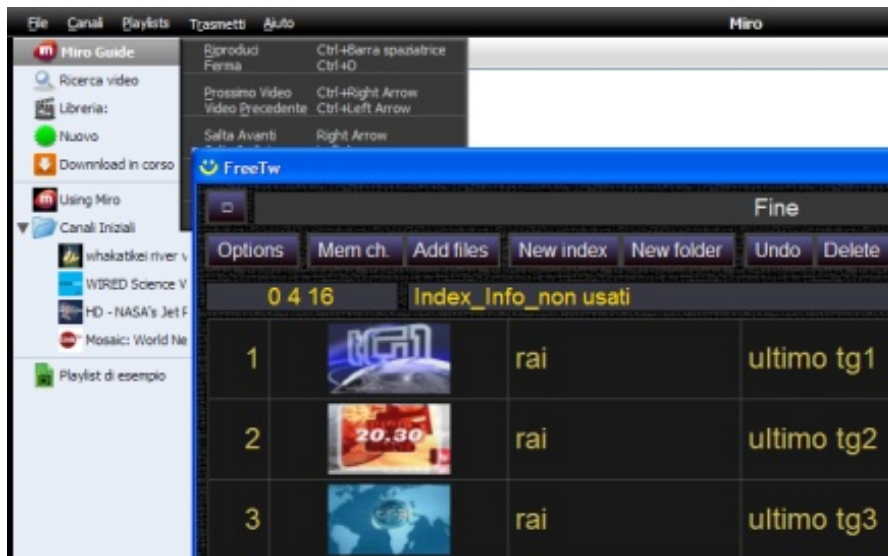 File Canali Playlists Trasmetti Aiuto Miro
Miro Guide
Ricerca video
Libreria:
Nuovo
Downnload in corso
Using Miro
Canali Iniziali
whakatikei river
WIRED Science V
HD - NASA's Jet P
Mosaic: World Ne
Playlist di esempio
Riproduci Ctrl+Barra spaziatrice
Ferma Ctrl+D
Prossimo Video Ctrl+Right Arrow
Video Precedente Ctrl+Left Arrow
Salta Avanti Right Arrow
FreeTw
Fine
Options Mem ch. Add files New index New folder Undo Delete
0 4 16 Index_Info_non usati
1 tg1 rai ultimo tg1
2 20.30 rai ultimo tg2
3 rai ultimo tg3